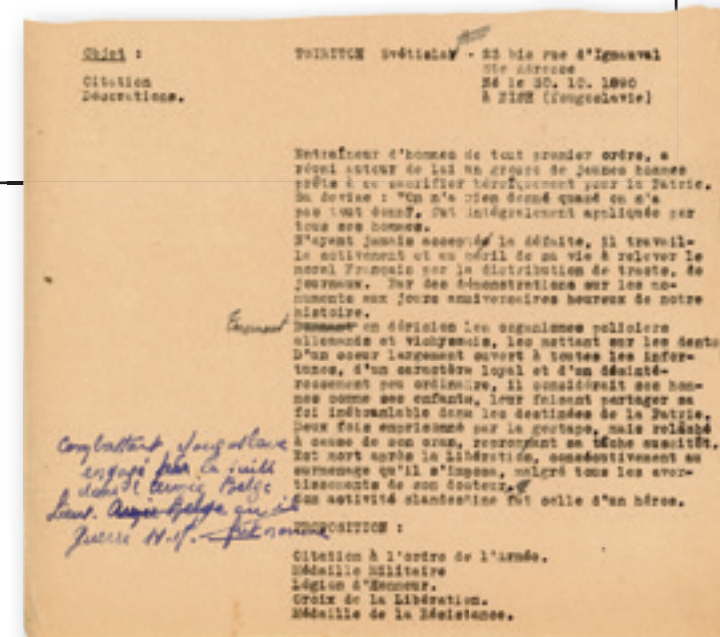 Objet :
Citation
Décorations.
TSIRITCH Svétislav - 23 bis rue d'Ignauval
Ste Adresse
Né le 30. 10. 1890
à NISH (Yougoslavie)
Entraîneur d'hommes de tout premier ordre, a
réuni autour de lui un groupe de jeunes hommes
prêts à se sacrifier héroïquement pour la Patrie.
Sa devise : "On n'a rien donné quand on n'a
pas tout donné, fut intégralement appliquée par
tous ses hommes.
N'ayant jamais accepté la défaite, il travail-
la activement et au péril de sa vie à relever le
moral Français par la distribution de tracts, de
journaux. Par des démonstrations sur les mo-
numents aux jours anniversaires heureux de notre
histoire.
en dérision les organismes policiers
allemands et vichyssois, les mettant sur les dents
D'un coeur largement ouvert à toutes les infor-
tunes, d'un caractère loyal et d'un désinté-
ressement peu ordinaire, il considérait ses hom-
mes comme ses enfants, leur faisant partager sa
foi inébranlable dans les destinées de la Patrie.
Deux fois emprisonné par la gestapo, mais relâché
à cause de son cran, reprenant sa tâche aussitôt.
Est mort après la Libération, consécutivement au
surmenage qu'il s'imposa, malgré tous les aver-
tissements de son docteur.
Son activité clandestine fut celle d'un héros.
PROPOSITION :
Citation à l'ordre de l'Armée.
Médaille Militaire
Légion d'Honneur.
Croix de la Libération.
Médaille de la Résistance.
Combattant Yougoslave
engagé par la suite
dans l'armée Belge
Lieut. Armée Belge
guerre 14-18